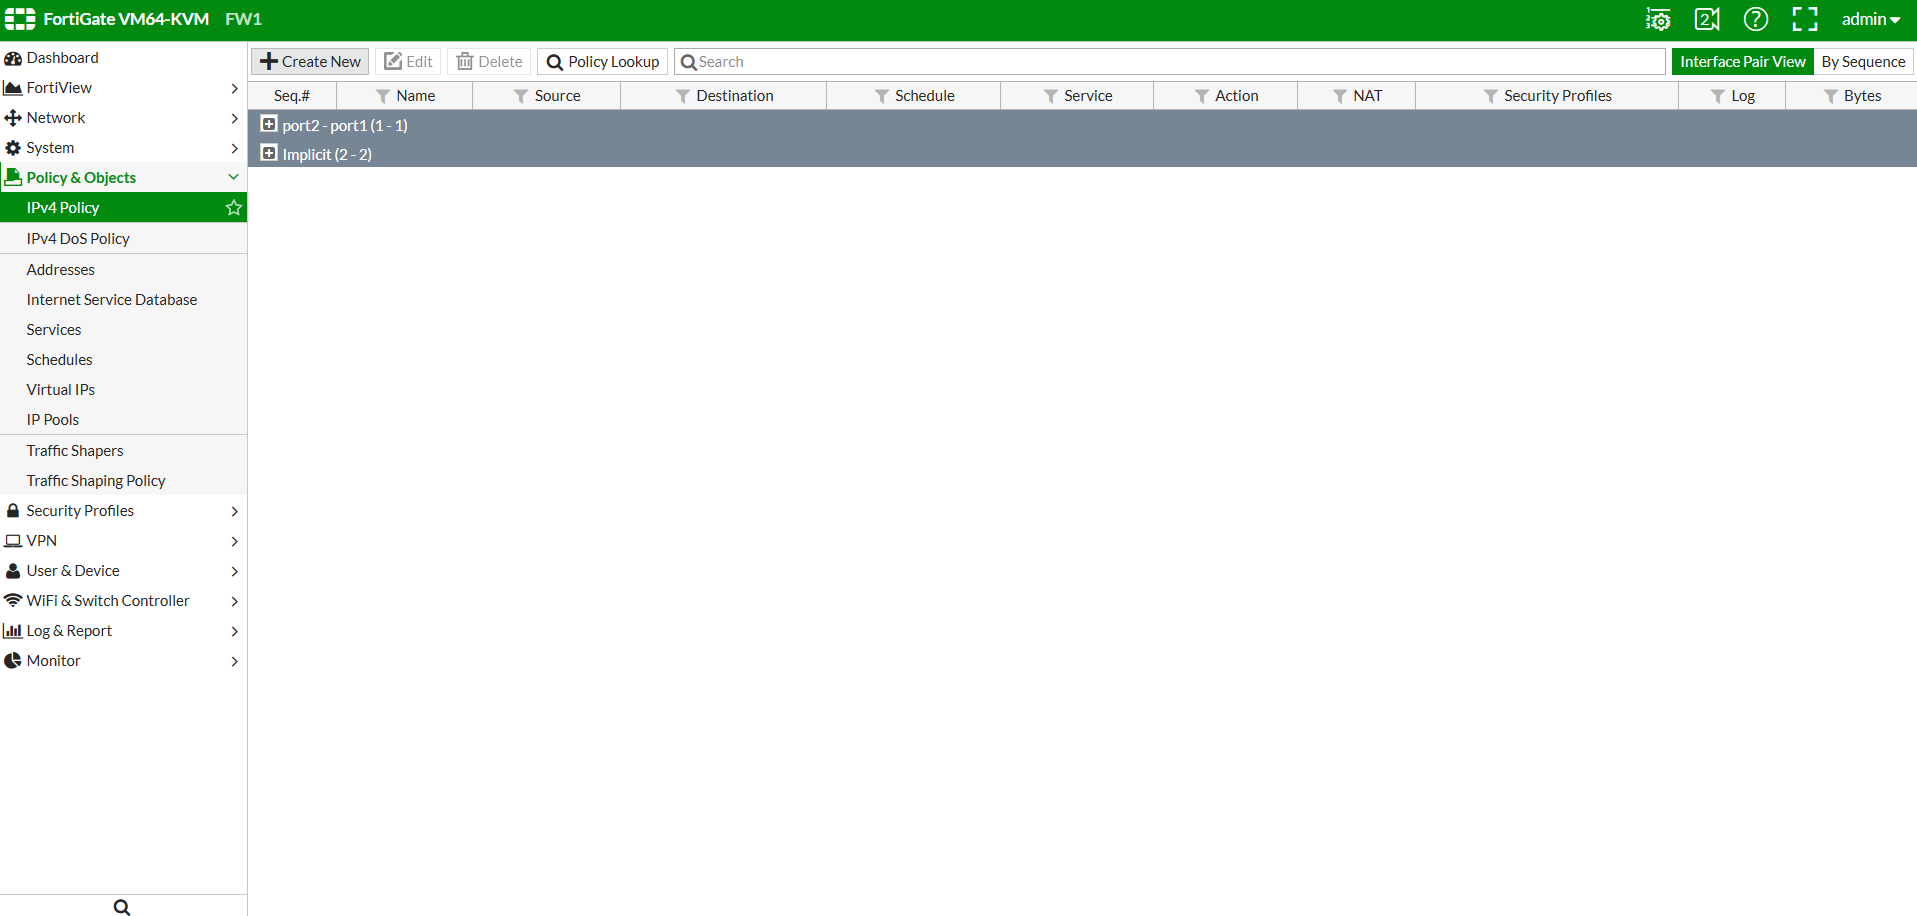 FortiGate VM64-KVM FW1
2
admin
Dashboard
FortiView
Network
System
Policy & Objects
IPv4 Policy
IPv4 DoS Policy
Addresses
Internet Service Database
Services
Schedules
Virtual IPs
IP Pools
Traffic Shapers
Traffic Shaping Policy
Security Profiles
VPN
User & Device
WiFi & Switch Controller
Log & Report
Monitor
Create New Edit Delete Policy Lookup Search Interface Pair View By Sequence
Seq.# Name Source Destination Schedule Service Action NAT Security Profiles Log Bytes
port2 - port1 (1 - 1)
Implicit (2 - 2)